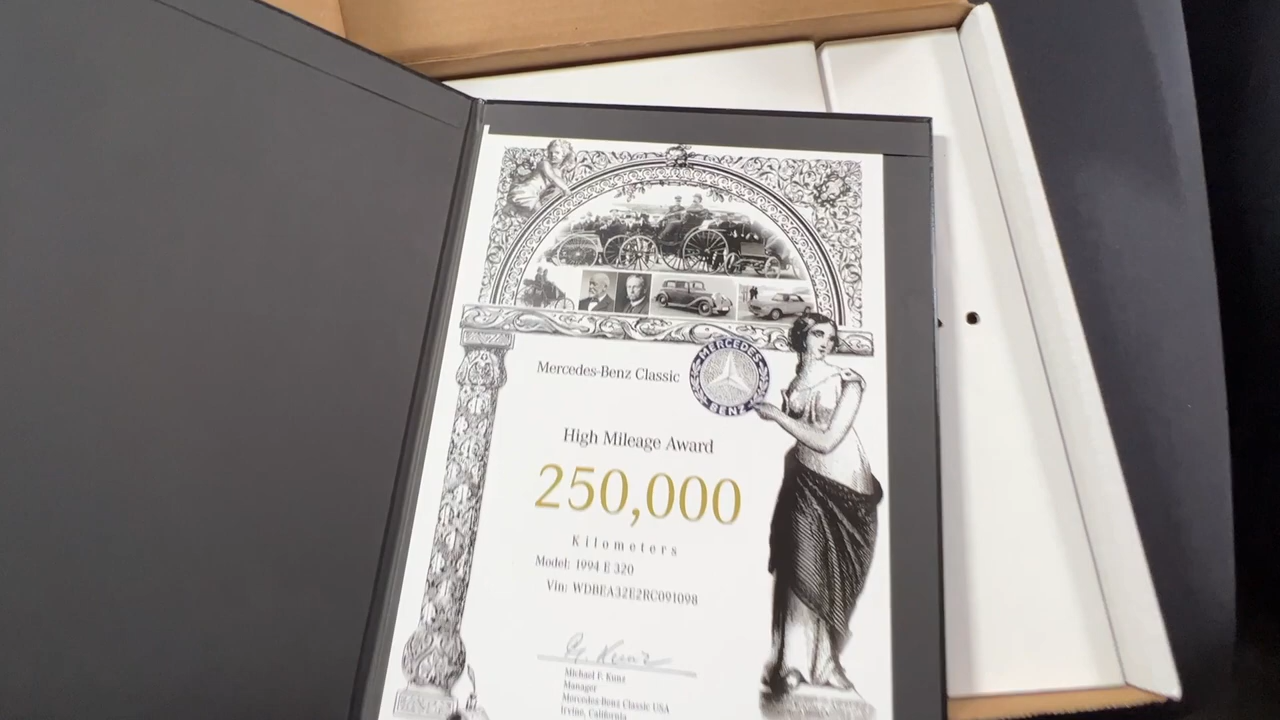 Mercedes-Benz Classic
MERCEDES
BENZ
High Mileage Award
250,000
Kilometers
Model: 1994 E 320
Vin: WDBEA32E2RC091098
G. Kunz
Michael F. Kunz
Manager
Mercedes-Benz Classic USA
Irvine, California